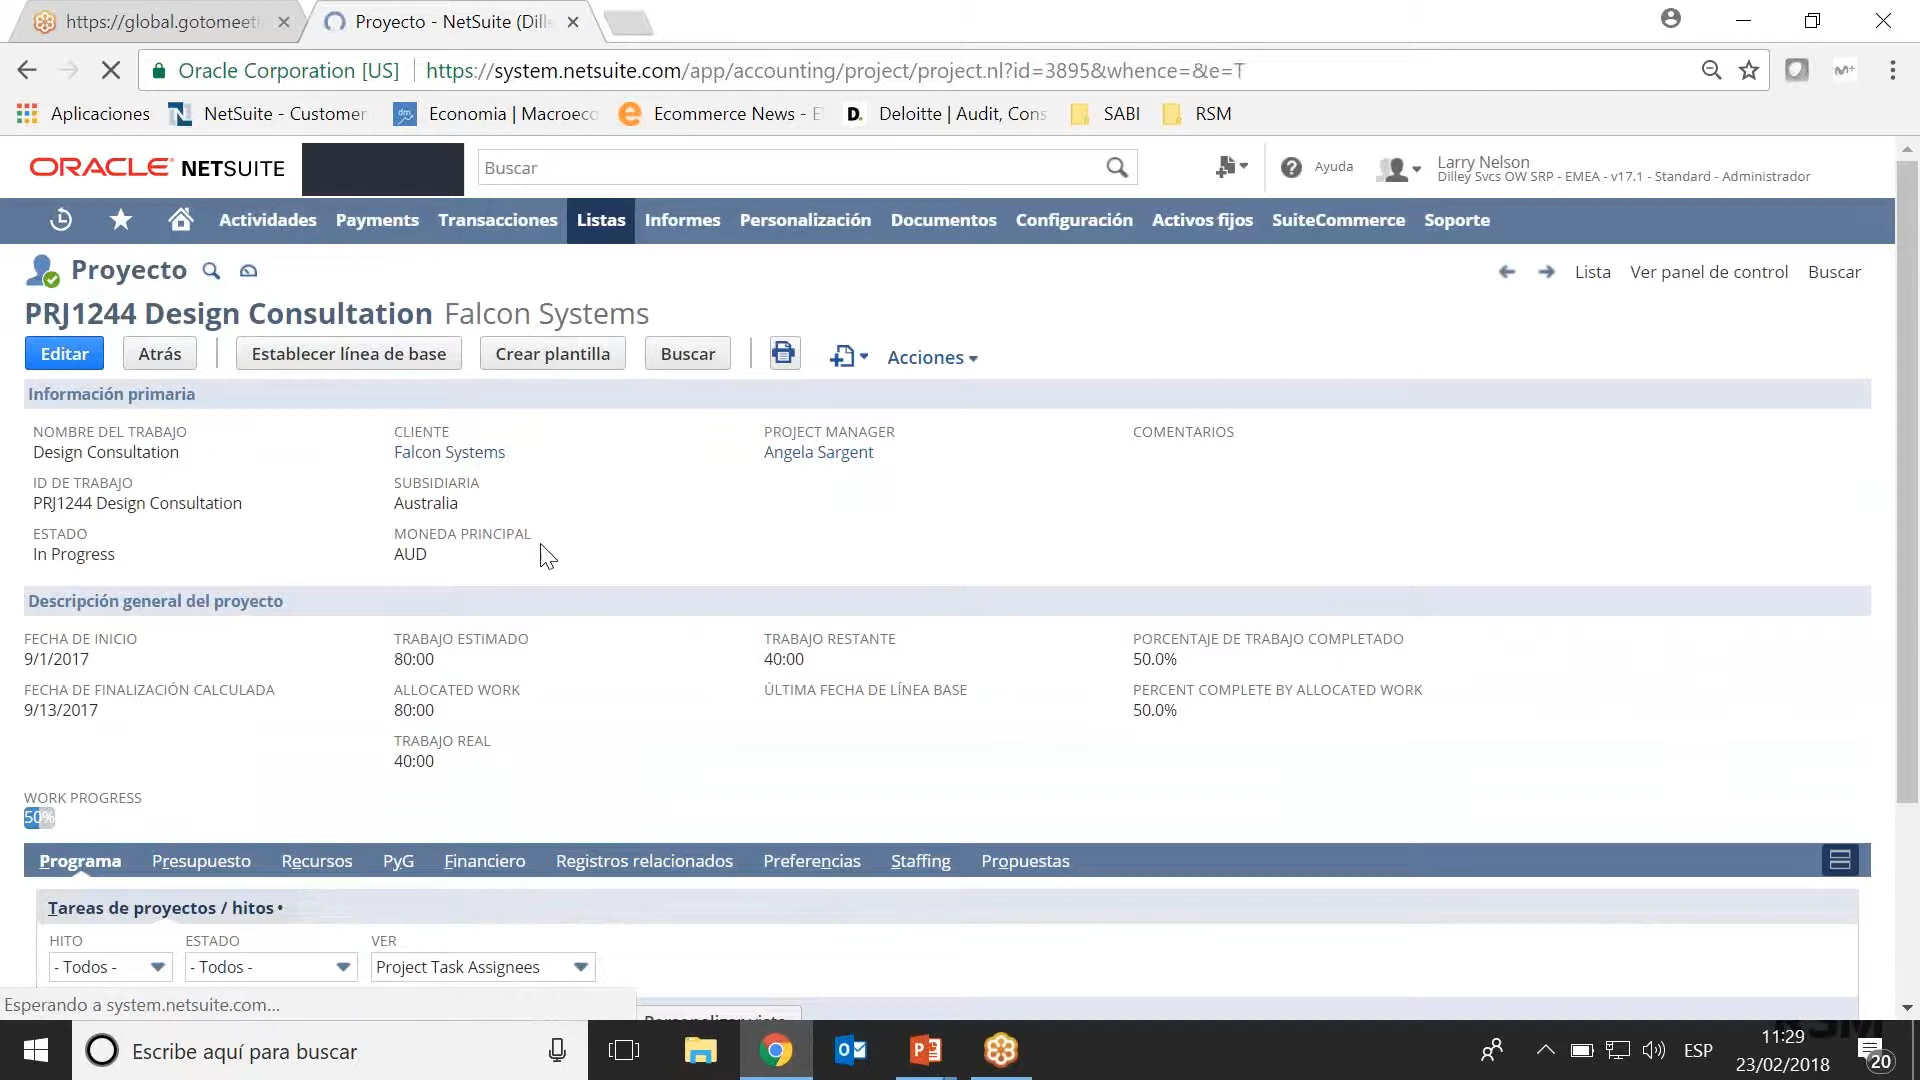 https://global.gotomeeti
Proyecto - NetSuite (Dill
Oracle Corporation [US]
https://system.netsuite.com/app/accounting/project/project.nl?id=3895&whence=&e=T
Aplicaciones
NetSuite - Customer
dm
Economia | Macroeco
Ecommerce News - E
D.
Deloitte | Audit, Cons
SABI
RSM
ORACLE NETSUITE
Buscar
Ayuda
Larry Nelson
Dilley Svcs OW SRP - EMEA - v17.1 - Standard - Administrador
Actividades
Payments
Transacciones
Listas
Informes
Personalización
Documentos
Configuración
Activos fijos
SuiteCommerce
Soporte
Proyecto
Lista
Ver panel de control
Buscar
PRJ1244 Design Consultation Falcon Systems
Editar
Atrás
Establecer línea de base
Crear plantilla
Buscar
Acciones
Información primaria
NOMBRE DEL TRABAJO
Design Consultation
ID DE TRABAJO
PRJ1244 Design Consultation
ESTADO
In Progress
CLIENTE
Falcon Systems
SUBSIDIARIA
Australia
MONEDA PRINCIPAL
AUD
PROJECT MANAGER
Angela Sargent
COMENTARIOS
Descripción general del proyecto
FECHA DE INICIO
9/1/2017
FECHA DE FINALIZACIÓN CALCULADA
9/13/2017
TRABAJO ESTIMADO
80:00
ALLOCATED WORK
80:00
TRABAJO REAL
40:00
TRABAJO RESTANTE
40:00
ÚLTIMA FECHA DE LÍNEA BASE
PORCENTAJE DE TRABAJO COMPLETADO
50.0%
PERCENT COMPLETE BY ALLOCATED WORK
50.0%
WORK PROGRESS
50%
Programa
Presupuesto
Recursos
PyG
Financiero
Registros relacionados
Preferencias
Staffing
Propuestas
Tareas de proyectos / hitos •
HITO
- Todos -
ESTADO
- Todos -
VER
Project Task Assignees
Esperando a system.netsuite.com...
Personalizar vista
Escribe aquí para buscar
ESP
11:29
23/02/2018
20